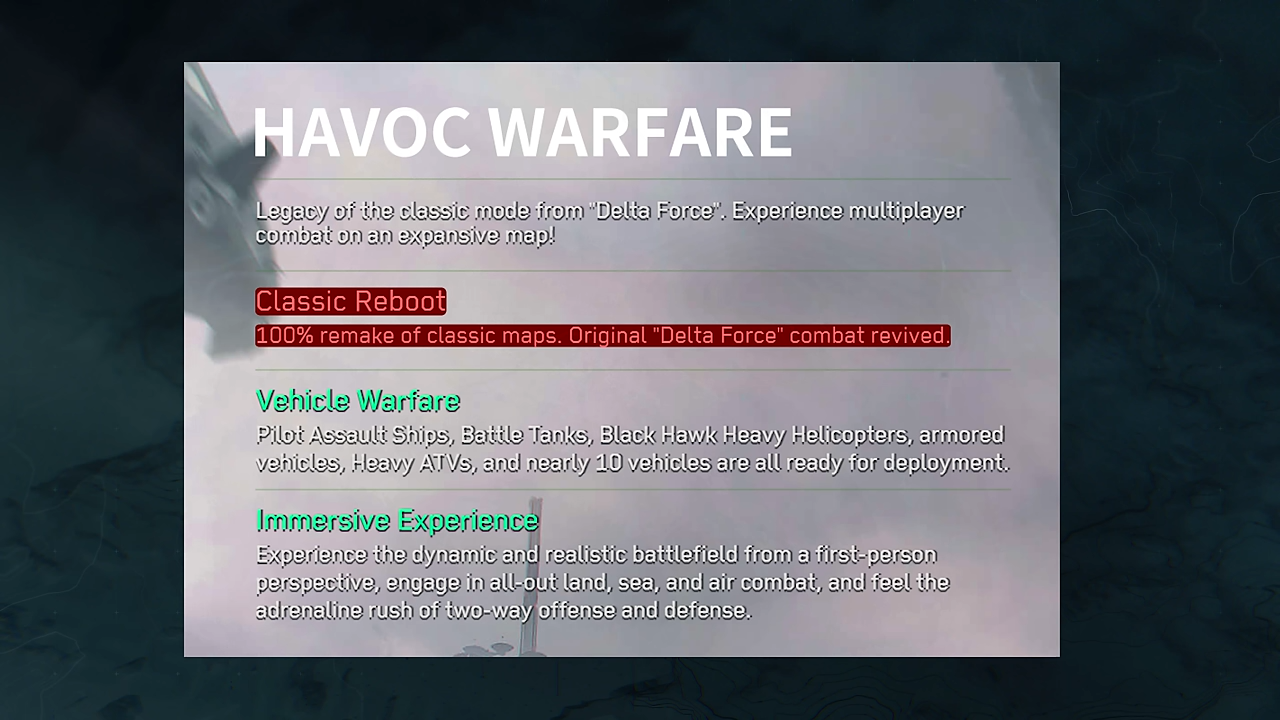 HAVOC WARFARE
Legacy of the classic mode from "Delta Force". Experience multiplayer
combat on an expansive map!
Classic Reboot
100% remake of classic maps. Original "Delta Force" combat revived.
Vehicle Warfare
Pilot Assault Ships, Battle Tanks, Black Hawk Heavy Helicopters, armored
vehicles, Heavy ATVs, and nearly 10 vehicles are all ready for deployment.
Immersive Experience
Experience the dynamic and realistic battlefield from a first-person
perspective, engage in all-out land, sea, and air combat, and feel the
adrenaline rush of two-way offense and defense.